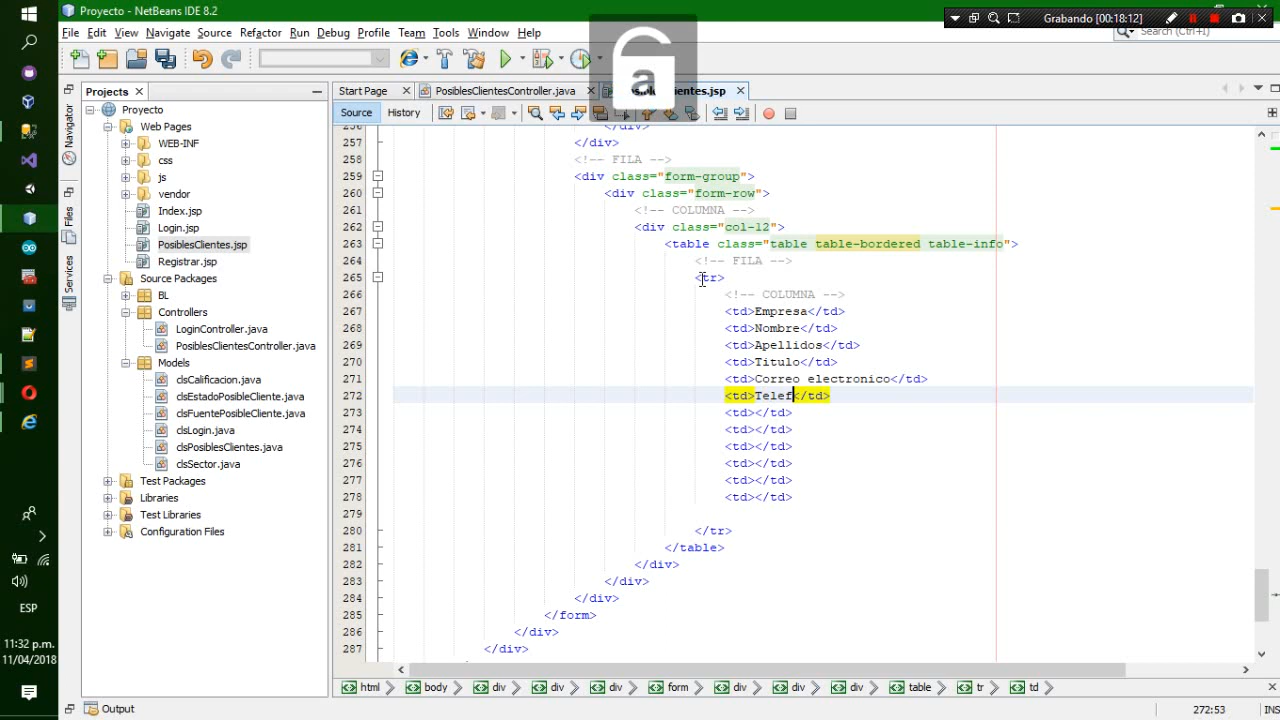 Proyecto - NetBeans IDE 8.2
Grabando [00:18:12]
File Edit View Navigate Source Refactor Run Debug Profile Team Tools Window Help
Search (Ctrl+I)
a
Projects
Start Page
PosiblesClientesController.java
Source
History
Navigator
Files
Services
Proyecto
Web Pages
WEB-INF
css
js
vendor
Index.jsp
Login.jsp
PosiblesClientes.jsp
Registrar.jsp
Source Packages
BL
Controllers
LoginController.java
PosiblesClientesController.java
Models
clsCalificacion.java
clsEstadoPosibleCliente.java
clsFuentePosibleCliente.java
clsLogin.java
clsPosiblesClientes.java
clsSector.java
Test Packages
Libraries
Test Libraries
Configuration Files
256 </div>
257 </div>
258 <!-- FILA -->
259 <div class="form-group">
260 <div class="form-row">
261 <!-- COLUMNA -->
262 <div class="col-12">
263 <table class="table table-bordered table-info">
264 <!-- FILA -->
265 <tr>
266 <!-- COLUMNA -->
267 <td>Empresa</td>
268 <td>Nombre</td>
269 <td>Apellidos</td>
270 <td>Titulo</td>
271 <td>Correo electronico</td>
272 <td>Telef</td>
273 <td></td>
274 <td></td>
275 <td></td>
276 <td></td>
277 <td></td>
278 <td></td>
279
280 </tr>
281 </table>
282 </div>
283 </div>
284 </div>
285 </form>
286 </div>
287 </div>
html body div div div form div div div table tr td
Output
272:53
INS
ESP
11:32 p.m.
11/04/2018